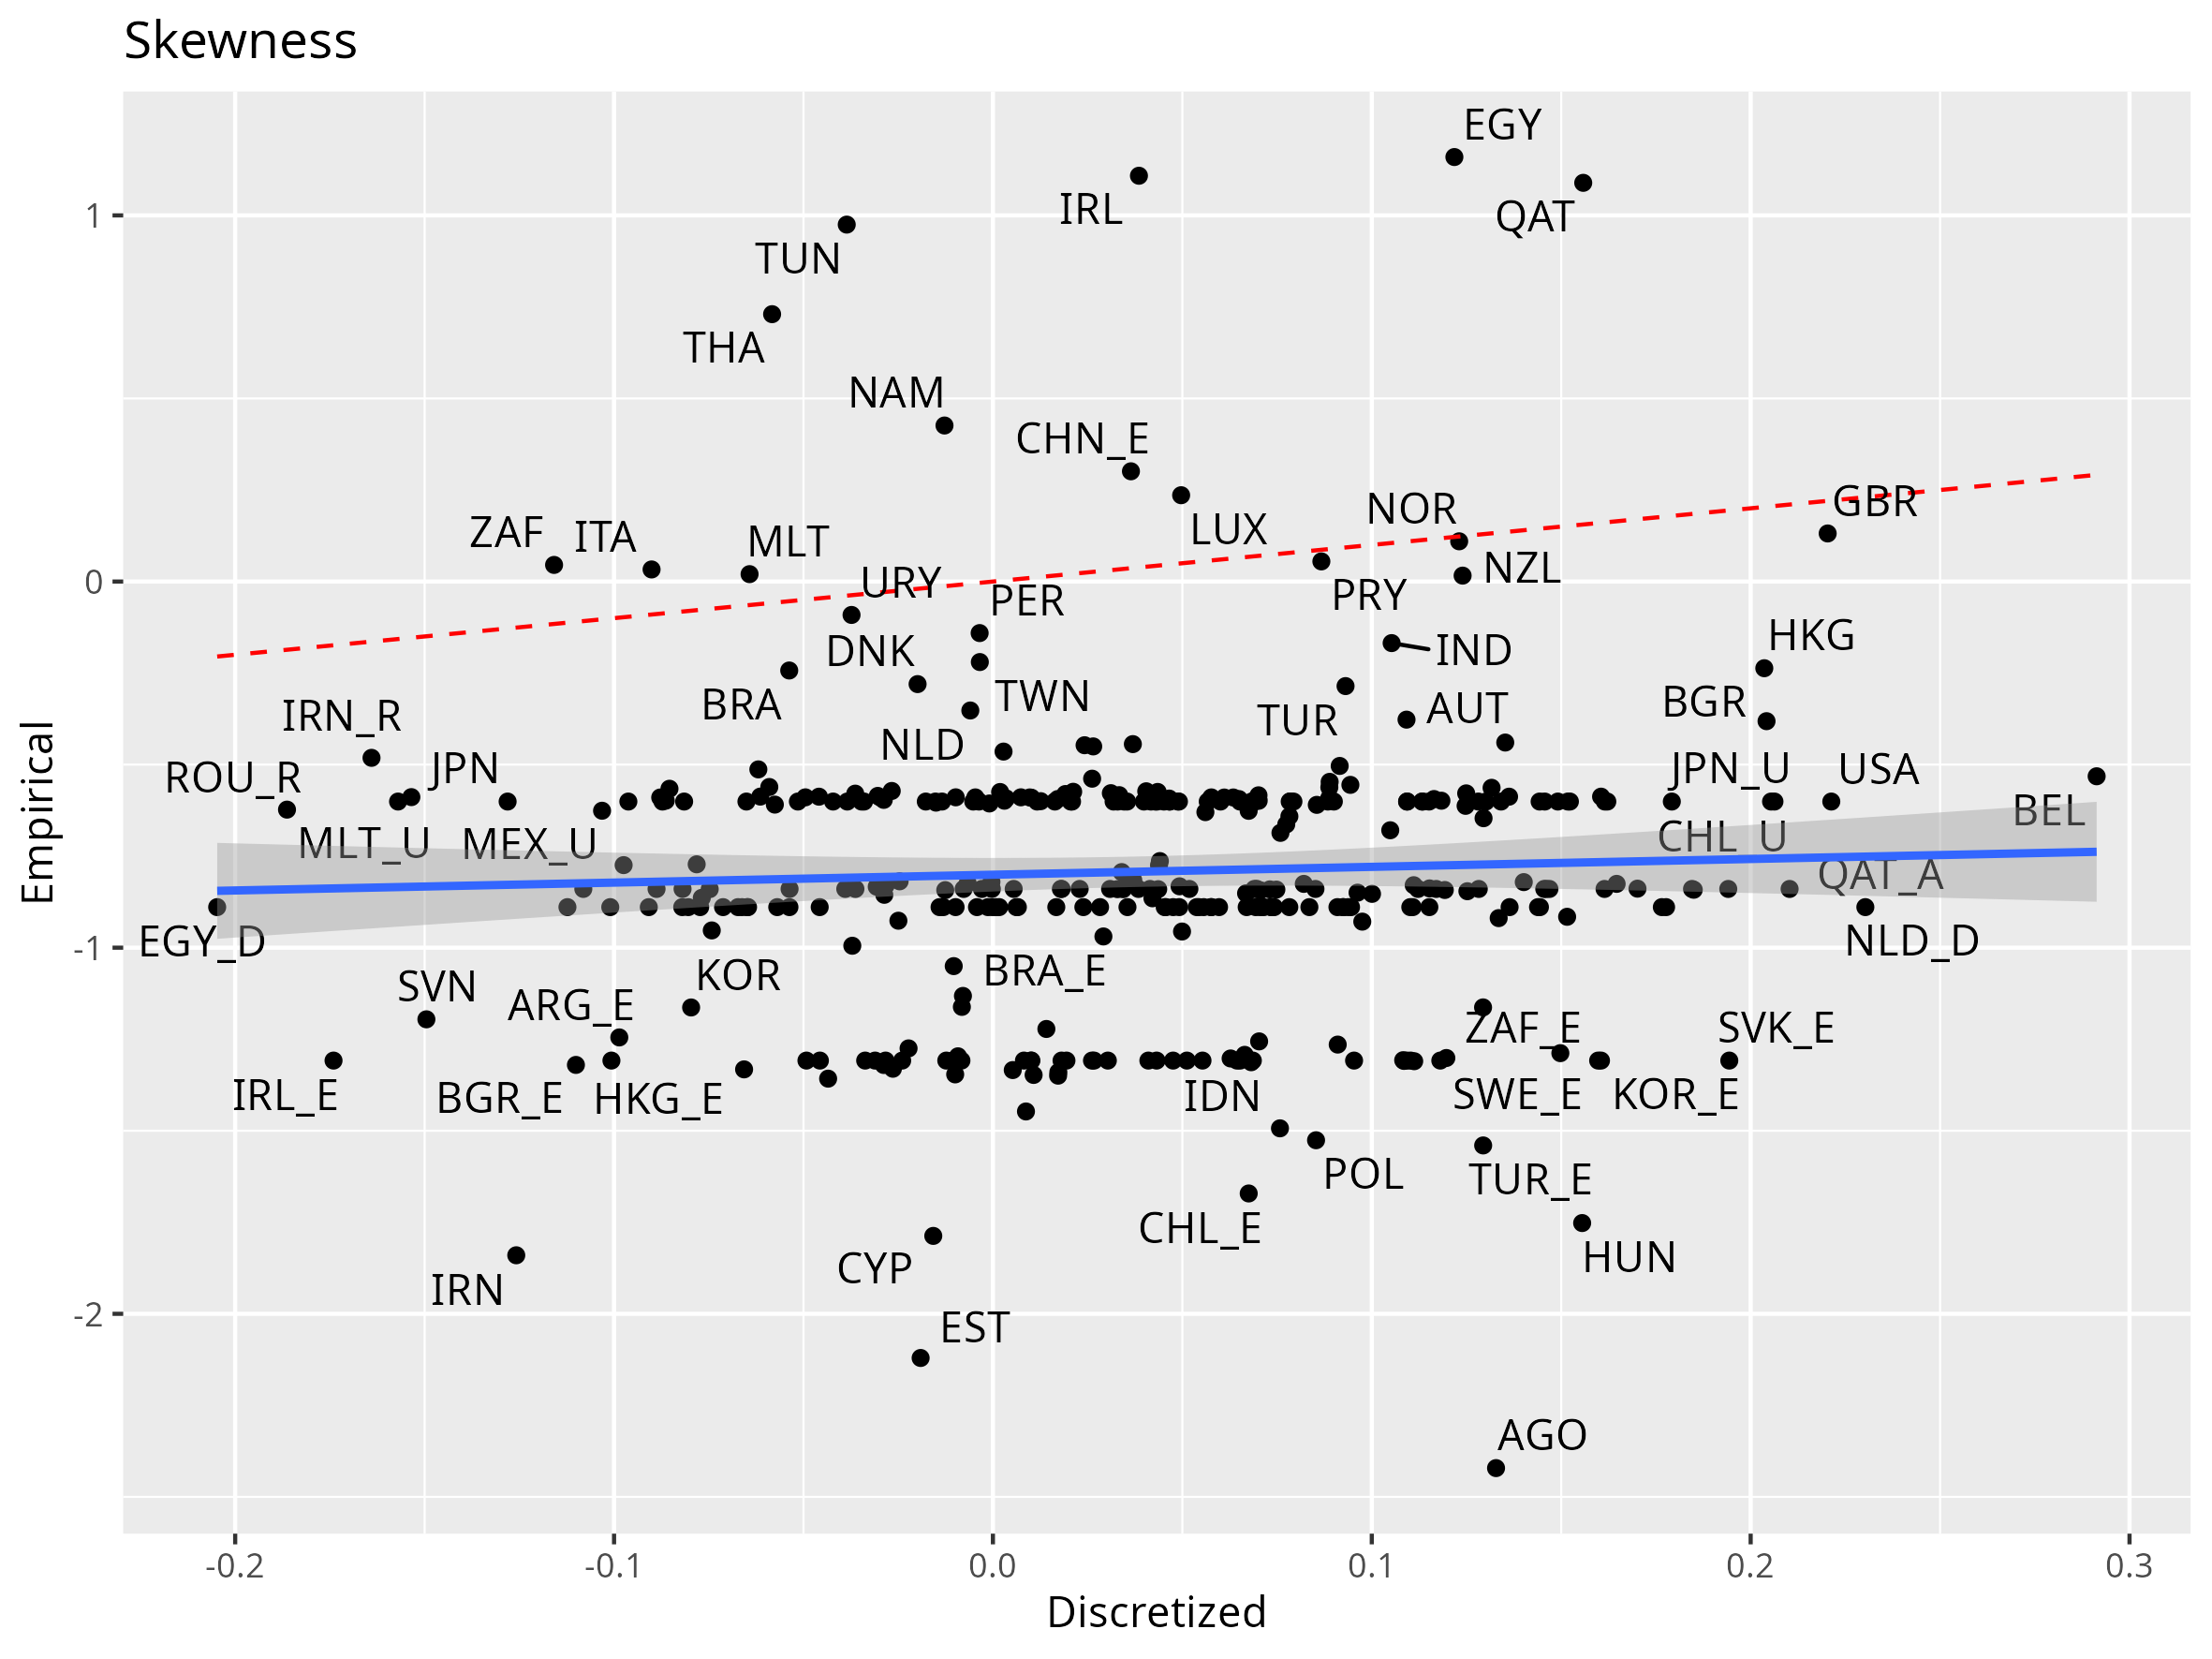 Skewness
EGY
IRL
QAT
TUN
THA
NAM
CHN_E
LUX
NOR
GBR
ZAF
ITA
MLT
NZL
URY
PER
PRY
DNK
IND
HKG
BRA
TWN
IRN_R
TUR
AUT
BGR
NLD
JPN
JPN_U
USA
ROU_R
BEL
MLT_U
MEX_U
CHL_U
QAT_A
EGY_D
NLD_D
KOR
BRA_E
SVN
ARG_E
ZAF_E
SVK_E
IRL_E
BGR_E
HKG_E
IDN
SWE_E
KOR_E
POL
TUR_E
CHL_E
HUN
CYP
IRN
EST
AGO
1
0
-1
-2
Empirical
-0.2 -0.1 0.0 0.1 0.2 0.3
Discretized